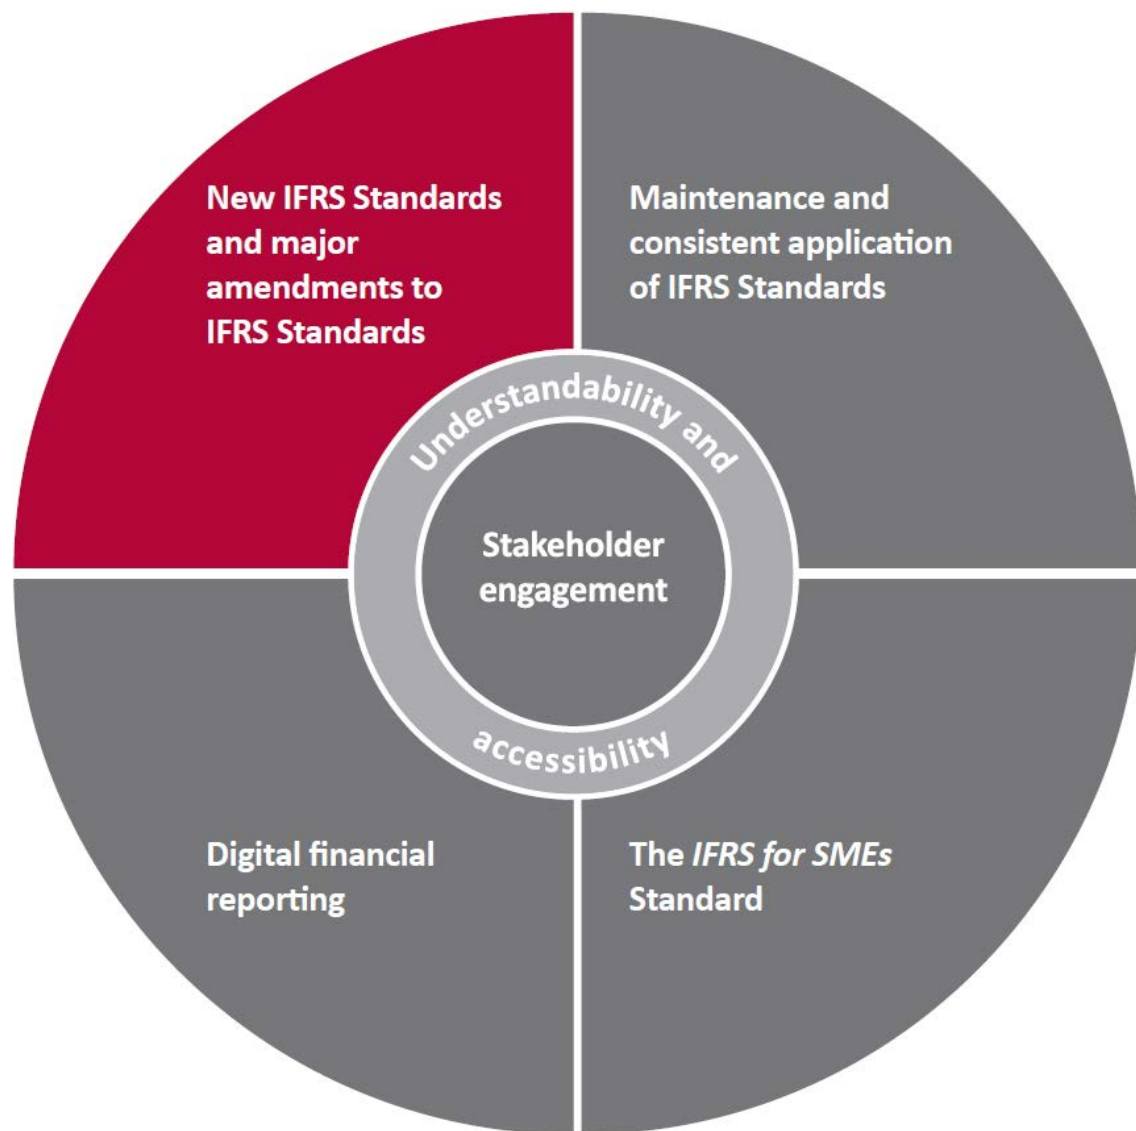 New IFRS Standards
and major
amendments to
IFRS Standards
Maintenance and
consistent application
of IFRS Standards
Understandability and
accessibility
Stakeholder
engagement
Digital financial
reporting
The IFRS for SMEs
Standard